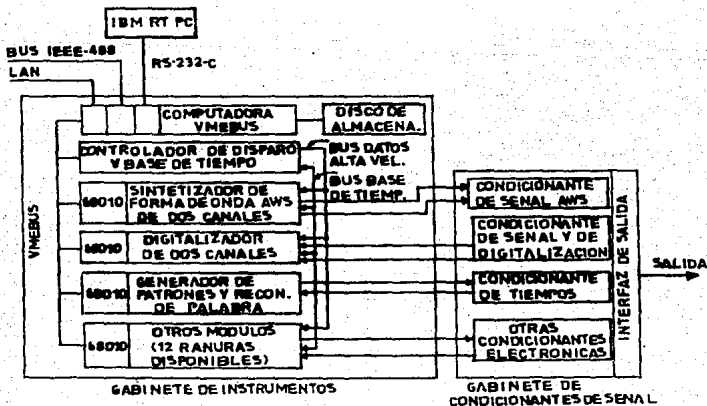 IBM RT PC
BUS IEEE-488
LAN
RS-232-C
COMPUTADORA
VMEBUS
DISCO DE
ALMACENA.
CONTROLADOR DE DISPARO
Y BASE DE TIEMPO
BUS DATOS
ALTA VEL.
BUS BASE
DE TIEMP.
VMEBUS
68010
SINTETIZADOR DE
FORMA DE ONDA AWS
DE DOS CANALES
68010
DIGITALIZADOR
DE DOS CANALES
68010
GENERADOR DE
PATRONES Y RECON.
DE PALABRA
68010
OTROS MODULOS
(12 RANURAS
DISPONIBLES)
GABINETE DE INSTRUMENTOS
CONDICIONANTE
DE SEÑAL AWS
CONDICIONANTE
DE SEÑAL Y DE
DIGITALIZACION
CONDICIONANTE
DE TIEMPOS
OTRAS
CONDICIONANTES
ELECTRONICAS
INTERFAZ DE SALIDA
SALIDA
GABINETE DE
CONDICIONANTES DE SEÑAL